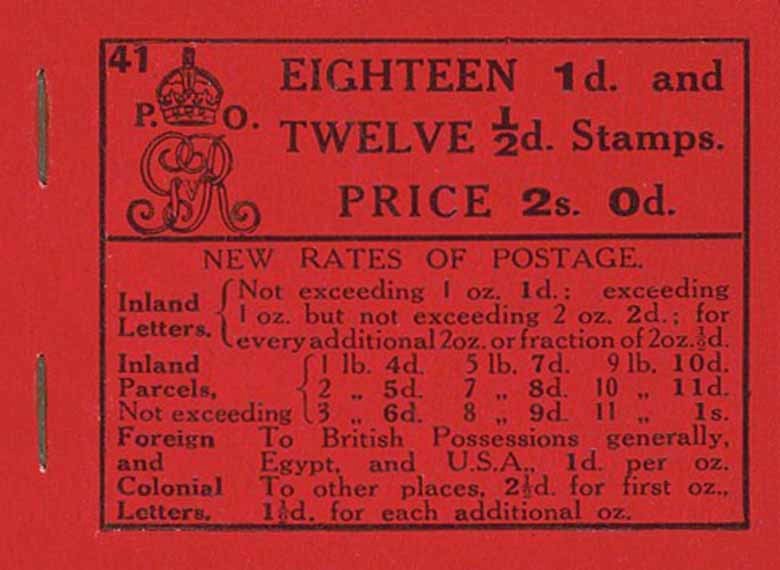 41
P. O.
GvR
EIGHTEEN 1d. and
TWELVE ½d. Stamps.
PRICE 2s. 0d.
NEW RATES OF POSTAGE.
Inland Letters. { Not exceeding 1 oz. 1d.; exceeding
1 oz. but not exceeding 2 oz. 2d.; for
every additional 2oz. or fraction of 2oz. ½d.
Inland { 1 lb. 4d. 5 lb. 7d. 9 lb. 10d.
Parcels, 2 „ 5d. 7 „ 8d. 10 „ 11d.
Not exceeding 3 „ 6d. 8 „ 9d. 11 „ 1s.
Foreign To British Possessions generally,
and Egypt, and U.S.A., 1d. per oz.
Colonial To other places, 2½d. for first oz.,
Letters. 1½d. for each additional oz.